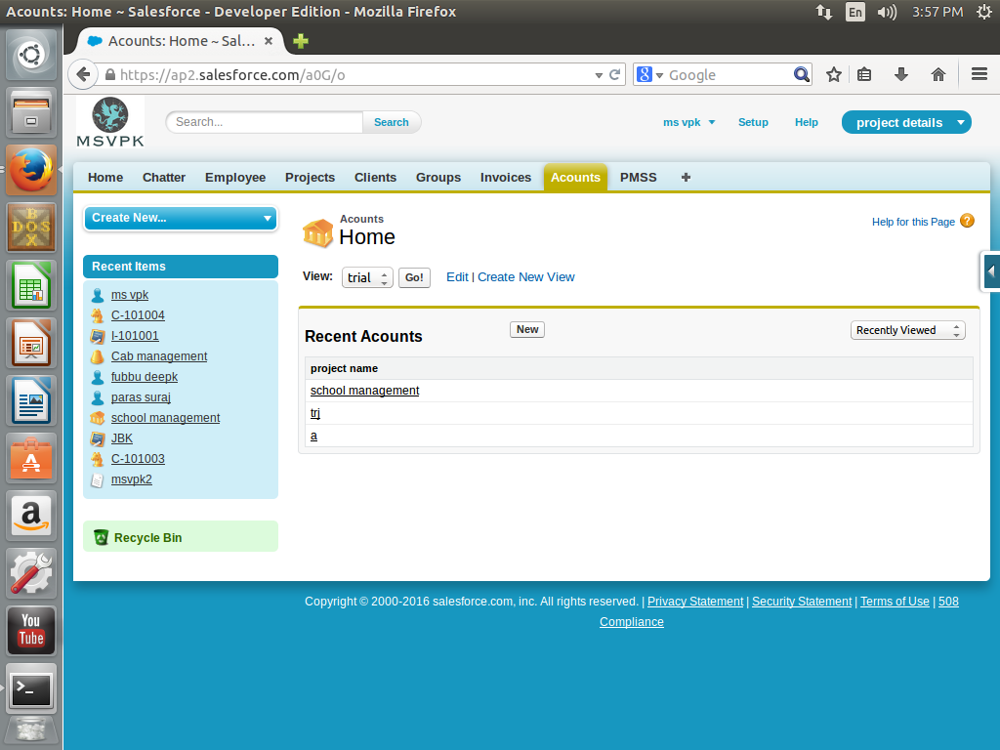 Acounts: Home ~ Salesforce - Developer Edition - Mozilla Firefox
En
3:57 PM
Acounts: Home ~ Sal...
https://ap2.salesforce.com/a0G/o
Google
MSVPK
Search...
Search
ms vpk
Setup
Help
project details
Home Chatter Employee Projects Clients Groups Invoices Acounts PMSS
Create New...
Recent Items
ms vpk
C-101004
I-101001
Cab management
fubbu deepk
paras suraj
school management
JBK
C-101003
msvpk2
Recycle Bin
Acounts
Home
Help for this Page
View: trial Go! Edit | Create New View
Recent Acounts
New
Recently Viewed
project name
school management
trj
a
Copyright © 2000-2016 salesforce.com, inc. All rights reserved. | Privacy Statement | Security Statement | Terms of Use | 508
Compliance
DOS
BOX
You
Tube